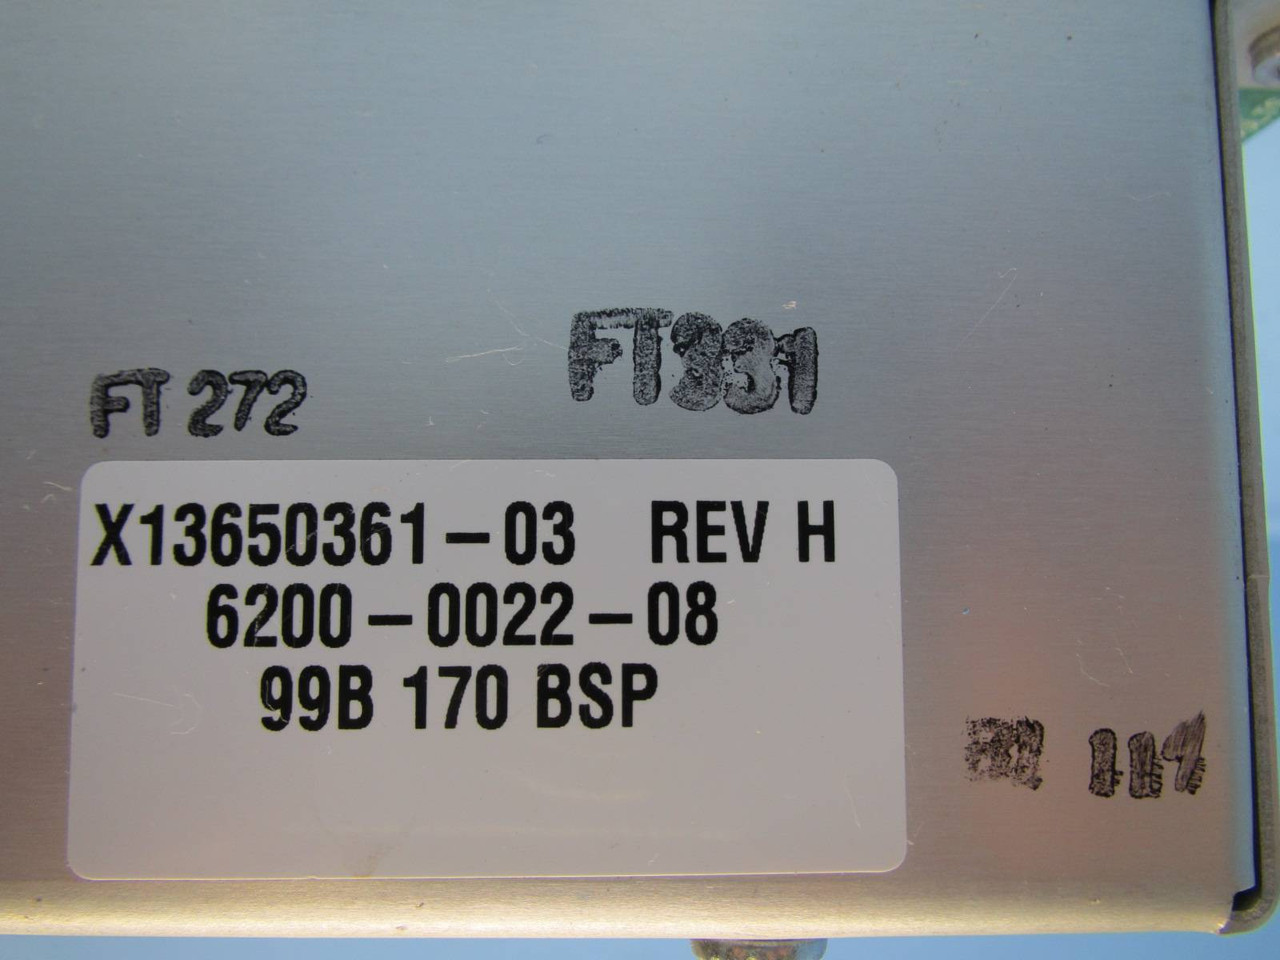 FT 272
FT331
X13650361-03 REV H
6200-0022-08
99B 170 BSP